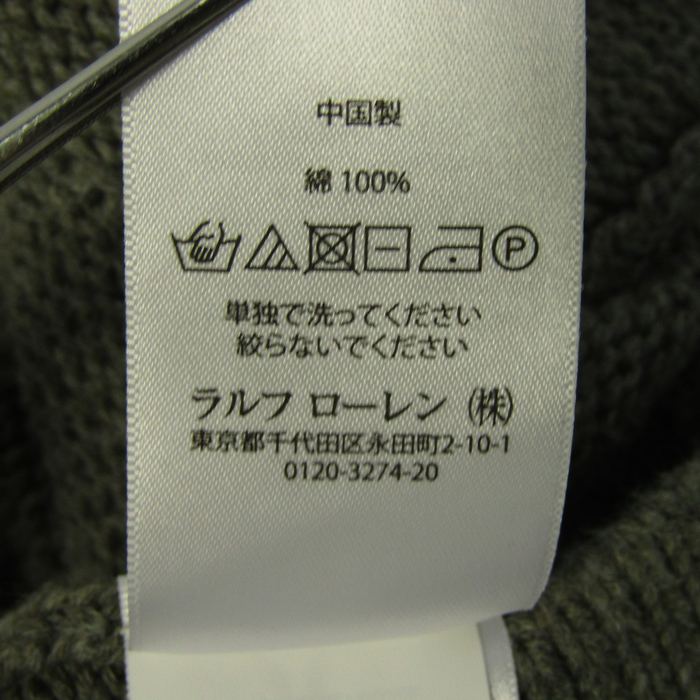 中国製
綿 100%
P
単独で洗ってください
絞らないでください
ラルフ ローレン (株)
東京都千代田区永田町2-10-1
0120-3274-20